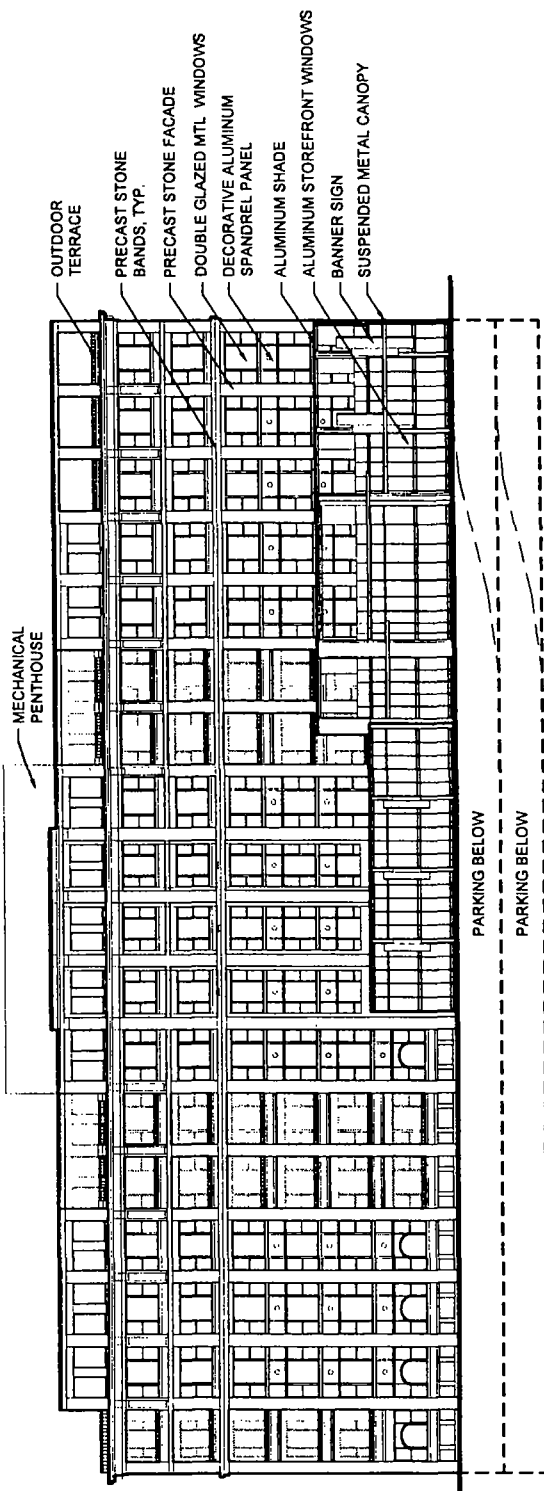 MECHANICAL
PENTHOUSE
OUTDOOR
TERRACE
PRECAST STONE
BANDS, TYP.
PRECAST STONE FACADE
DOUBLE GLAZED MTL WINDOWS
DECORATIVE ALUMINUM
SPANDREL PANEL
ALUMINUM SHADE
ALUMINUM STOREFRONT WINDOWS
BANNER SIGN
SUSPENDED METAL CANOPY
PARKING BELOW
PARKING BELOW